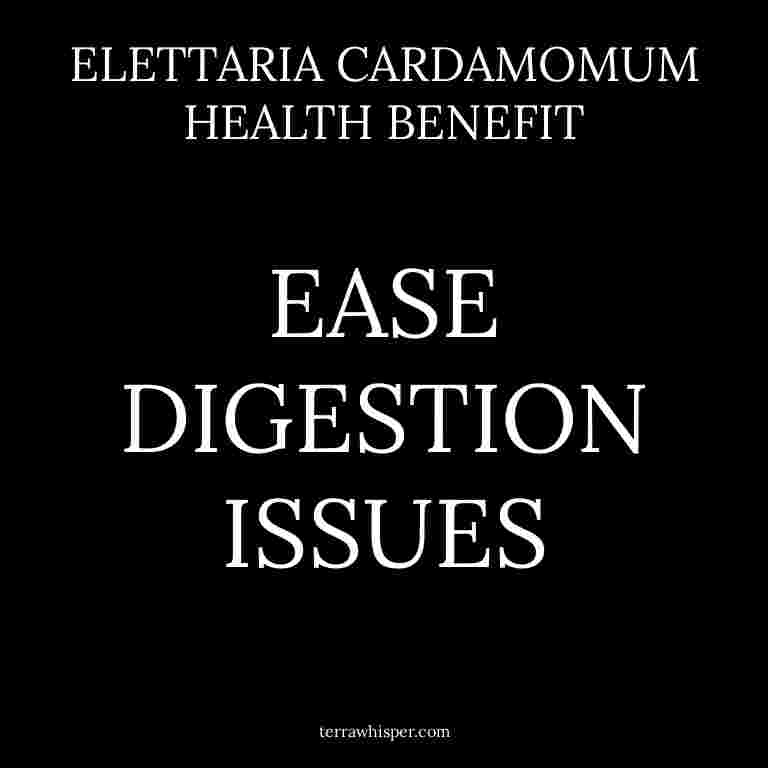 ELETTARIA CARDAMOMUM
HEALTH BENEFIT
EASE
DIGESTION
ISSUES
terrawhisper.com